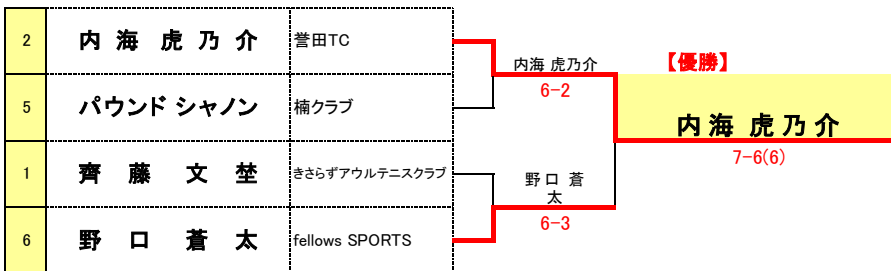 2 内海 虎乃介 誉田TC
内海 虎乃介
6-2
【優勝】
5 パウンド シャノン 楠クラブ
内海 虎乃介
7-6(6)
1 齊藤 文埜 きさらずアウルテニスクラブ
野口 蒼
太
6-3
6 野口 蒼太 fellows SPORTS